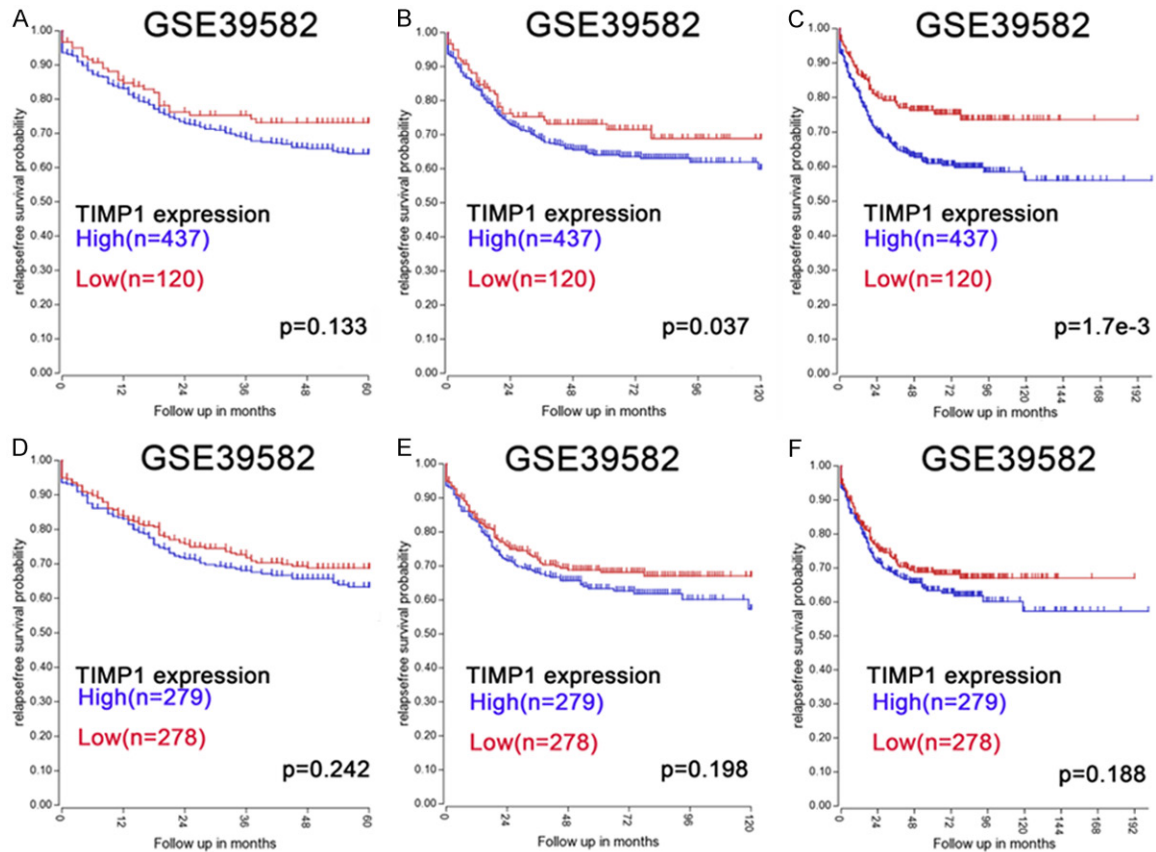 A
GSE39582
relapsefree survival probability
1.00
0.90
0.80
0.70
0.60
0.50
0.40
0.30
0.20
0.10
0.00
TIMP1 expression
High(n=437)
Low(n=120)
p=0.133
0 12 24 36 48 60
Follow up in months
B
GSE39582
relapsefree survival probability
1.00
0.90
0.80
0.70
0.60
0.50
0.40
0.30
0.20
0.10
0.00
TIMP1 expression
High(n=437)
Low(n=120)
p=0.037
0 24 48 72 96 120
Follow up in months
C
GSE39582
relapsefree survival probability
1.00
0.90
0.80
0.70
0.60
0.50
0.40
0.30
0.20
0.10
0.00
TIMP1 expression
High(n=437)
Low(n=120)
p=1.7e-3
0 24 48 72 96 120 144 168 192
Follow up in months
D
GSE39582
relapsefree survival probability
1.00
0.90
0.80
0.70
0.60
0.50
0.40
0.30
0.20
0.10
0.00
TIMP1 expression
High(n=279)
Low(n=278)
p=0.242
0 12 24 36 48 60
Follow up in months
E
GSE39582
relapsefree survival probability
1.00
0.90
0.80
0.70
0.60
0.50
0.40
0.30
0.20
0.10
0.00
TIMP1 expression
High(n=279)
Low(n=278)
p=0.198
0 24 48 72 96 120
Follow up in months
F
GSE39582
relapsefree survival probability
1.00
0.90
0.80
0.70
0.60
0.50
0.40
0.30
0.20
0.10
0.00
TIMP1 expression
High(n=279)
Low(n=278)
p=0.188
0 24 48 72 96 120 144 168 192
Follow up in months